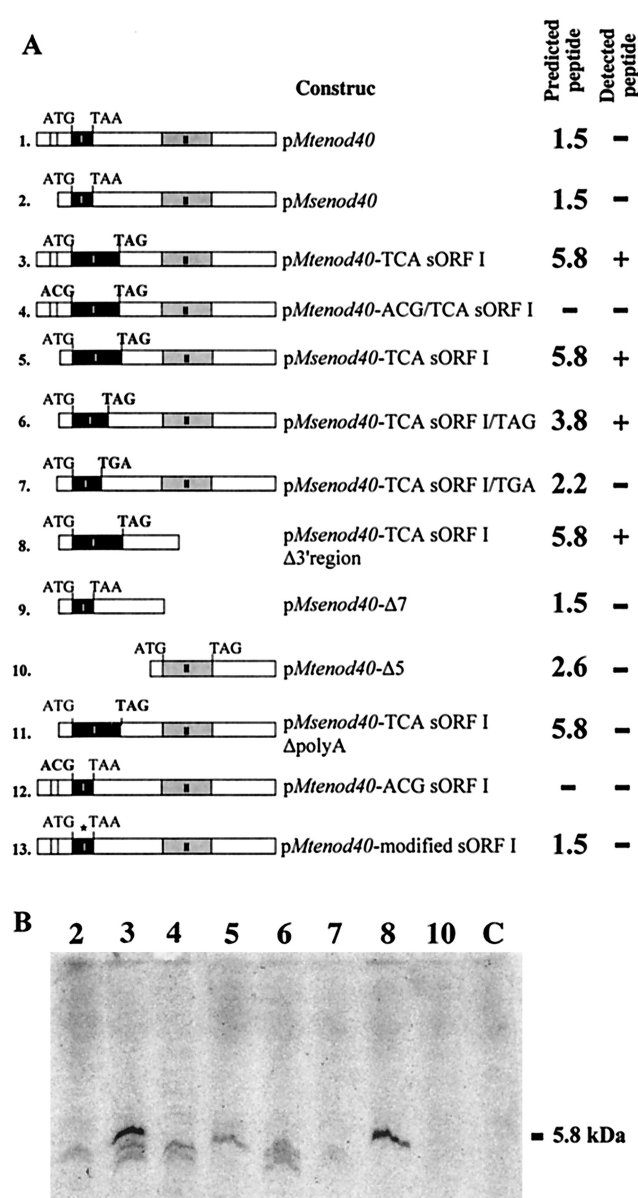 A
Construc
Predicted peptide
Detected peptide
ATG TAA
1. pMtenod40 1.5 –
ATG TAA
2. pMsenod40 1.5 –
ATG TAG
3. pMtenod40-TCA sORF I 5.8 +
ACG TAG
4. pMtenod40-ACG/TCA sORF I – –
ATG TAG
5. pMsenod40-TCA sORF I 5.8 +
ATG TAG
6. pMsenod40-TCA sORF I/TAG 3.8 +
ATG TGA
7. pMsenod40-TCA sORF I/TGA 2.2 –
ATG TAG
8. pMsenod40-TCA sORF I 5.8 +
Δ3'region
ATG TAA
9. pMsenod40-Δ7 1.5 –
ATG TAG
10. pMtenod40-Δ5 2.6 –
ATG TAG
11. pMsenod40-TCA sORF I 5.8 –
ΔpolyA
ACG TAA
12. pMtenod40-ACG sORF I – –
ATG * TAA
13. pMtenod40-modified sORF I 1.5 –
B
2 3 4 5 6 7 8 10 C
– 5.8 kDa